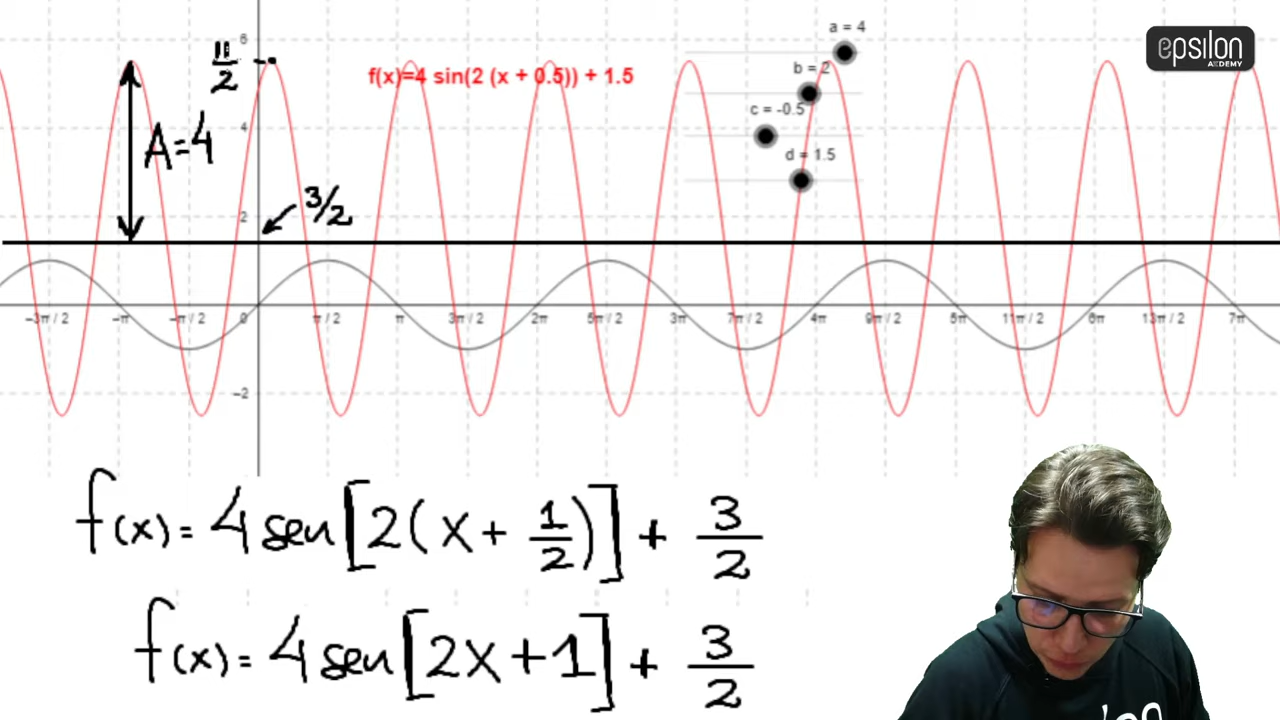 epsilon
AXDEMY
a = 4
b = 2
c = -0.5
d = 1.5
f(x)=4 sin(2 (x + 0.5)) + 1.5
6
4
2
−2
11/2
A=4
3/2
−3π / 2 −π −π / 2 0 π / 2 π 3π / 2 2π 5π / 2 3π 7π / 2 4π 9π / 2 5π 11π / 2 6π 13π / 2 7π
f(x)= 4 sen[2(x+ 1/2)] + 3/2
f(x)= 4 sen[2x+1] + 3/2